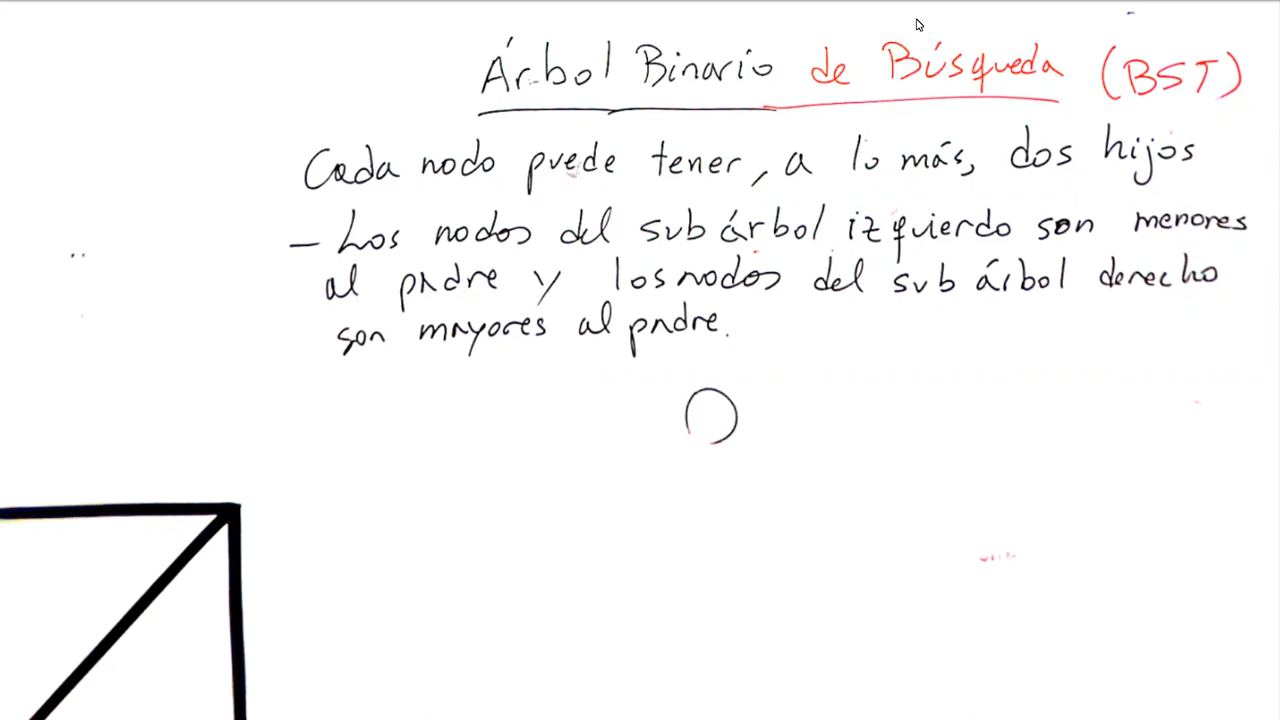 Árbol Binario de Búsqueda (BST)
Cada nodo puede tener, a lo más, dos hijos
- Los nodos del subárbol izquierdo son menores
al padre y los nodos del subárbol derecho
son mayores al padre.